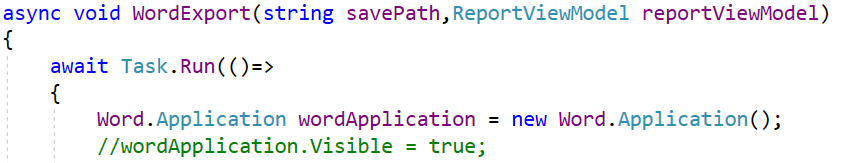 async void WordExport(string savePath,ReportViewModel reportViewModel)
{
await Task.Run(()=>
{
Word.Application wordApplication = new Word.Application();
//wordApplication.Visible = true;